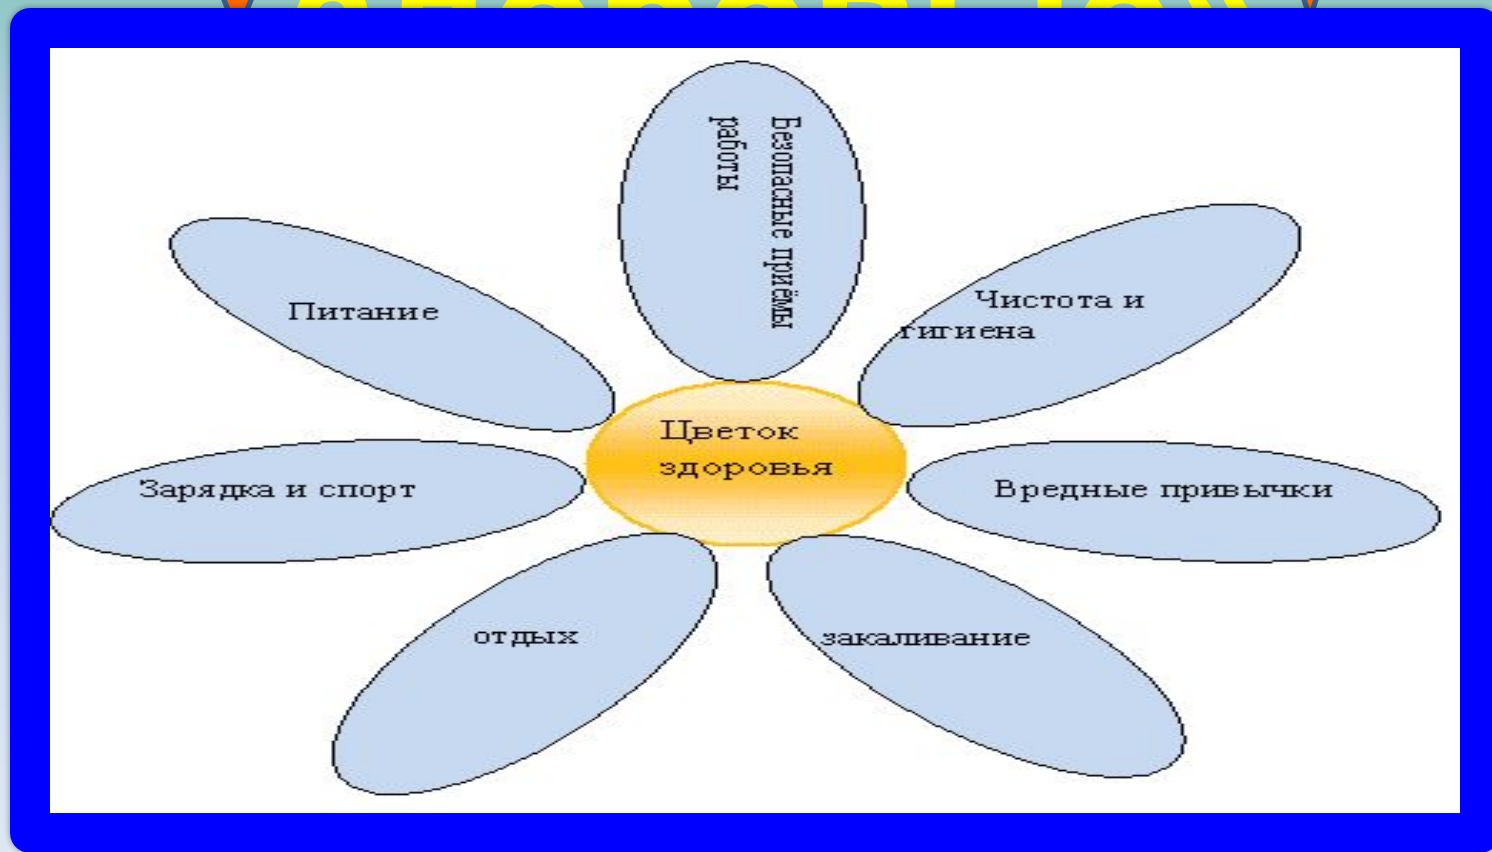 Безопасные приёмы
работы
Чистота и
гигиена
Питание
Цветок
здоровья
Зарядка и спорт
Вредные привычки
отдых
закаливание